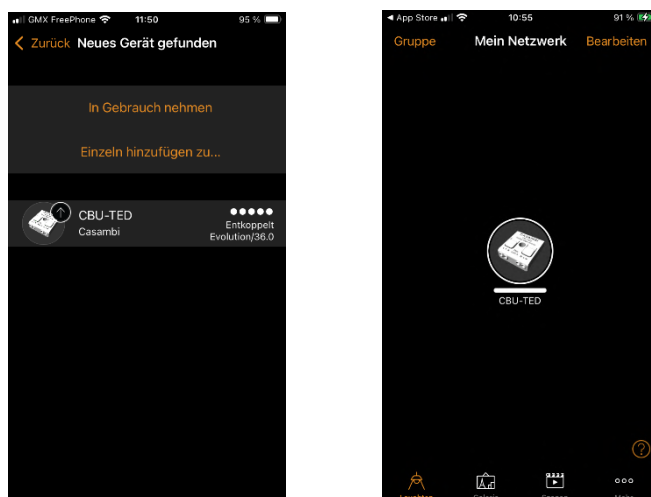 GMX FreePhone 11:50 95 %
Zurück Neues Gerät gefunden
In Gebrauch nehmen
Einzeln hinzufügen zu...
CBU-TED
Casambi
Entkoppelt
Evolution/36.0
App Store 10:55 91 %
Gruppe Mein Netzwerk Bearbeiten
CBU-TED
?